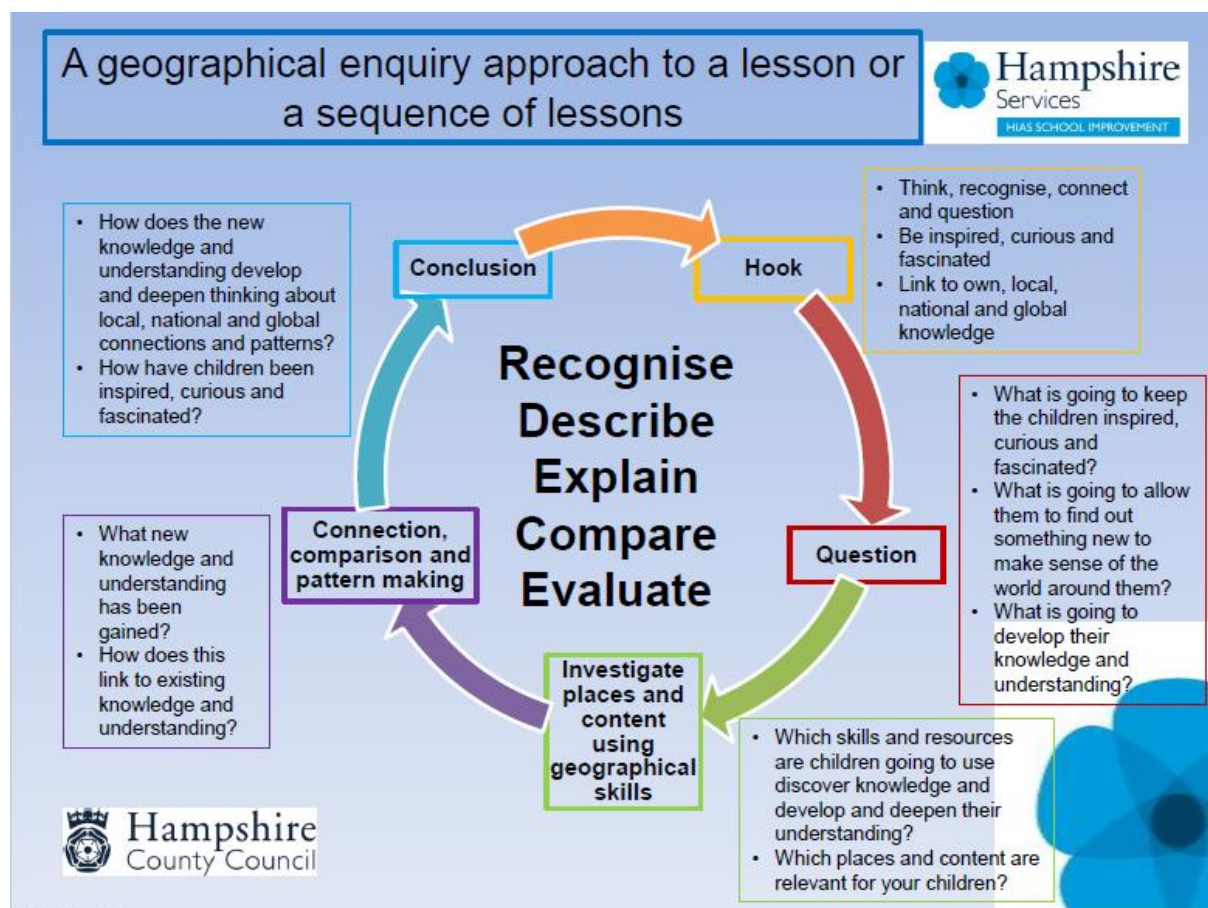 A geographical enquiry approach to a lesson or
a sequence of lessons
Hampshire
Services
HIAS SCHOOL IMPROVEMENT
• Think, recognise, connect
and question
• Be inspired, curious and
fascinated
• Link to own, local,
national and global
knowledge
Hook
• What is going to keep
the children inspired,
curious and
fascinated?
• What is going to allow
them to find out
something new to
make sense of the
world around them?
• What is going to
develop their
knowledge and
understanding?
Question
• Which skills and resources
are children going to use
discover knowledge and
develop and deepen their
understanding?
• Which places and content are
relevant for your children?
Investigate
places and
content
using
geographical
skills
• What new
knowledge and
understanding
has been
gained?
• How does this
link to existing
knowledge and
understanding?
Connection,
comparison and
pattern making
• How does the new
knowledge and
understanding develop
and deepen thinking about
local, national and global
connections and patterns?
• How have children been
inspired, curious and
fascinated?
Conclusion
Recognise
Describe
Explain
Compare
Evaluate
Hampshire
County Council